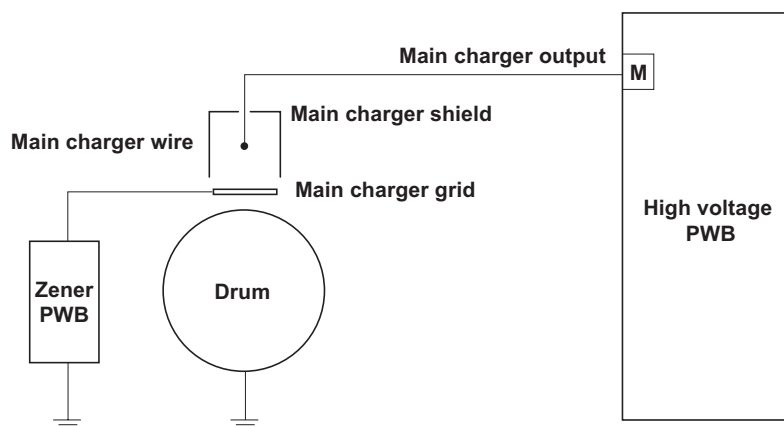 Main charger output
M
Main charger shield
Main charger wire
Main charger grid
High voltage
PWB
Zener
PWB
Drum